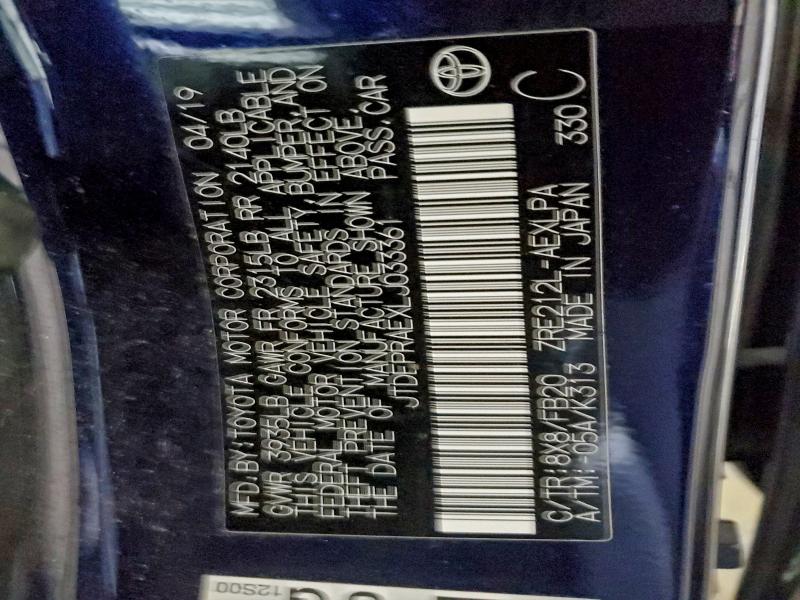 MFD. BY: TOYOTA MOTOR CORPORATION 04/19
GVWR 3935LB GAWR FR 2315LB RR 2140LB
THIS VEHICLE CONFORMS TO ALL APPLICABLE
FEDERAL MOTOR VEHICLE SAFETY, BUMPER, AND
THEFT PREVENTION STANDARDS IN EFFECT ON
THE DATE OF MANUFACTURE SHOWN ABOVE.
JTDEPRAEXLJ033361 PASS. CAR
C/TR: 8X8/FB20 ZRE212L-AEXLPA
A/TM: -05A/K313 MADE IN JAPAN 330 C
12S00